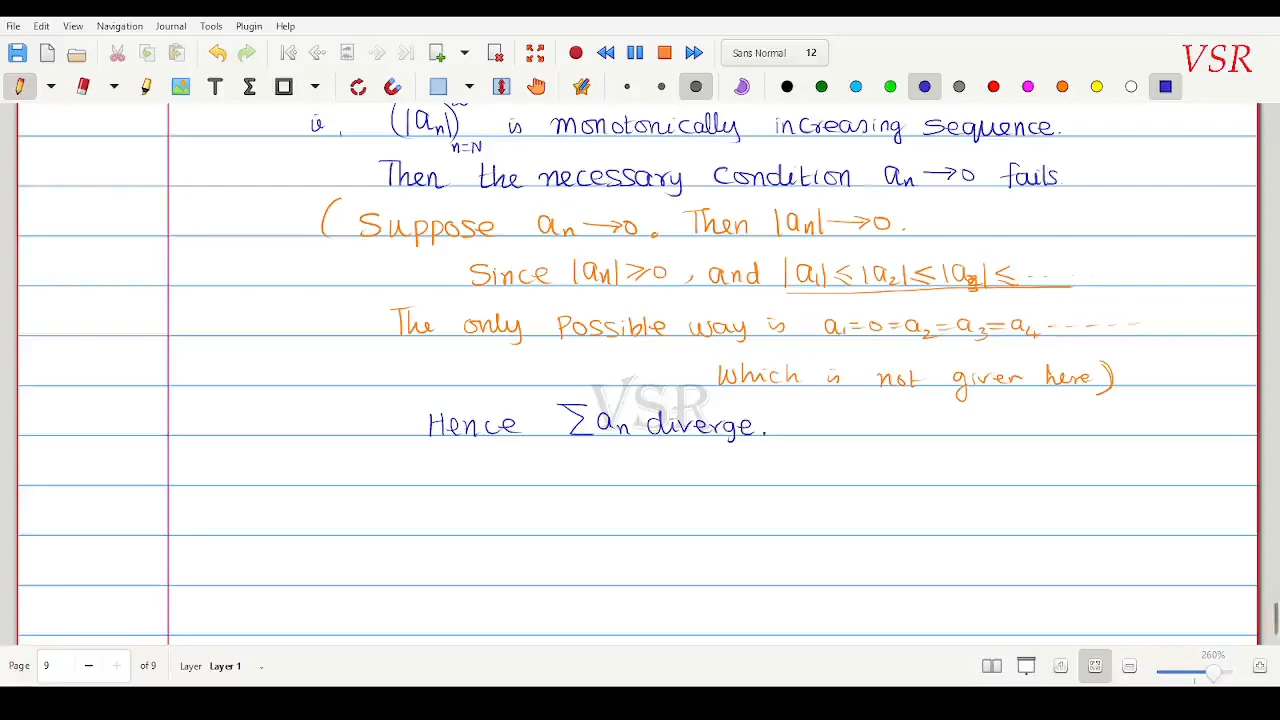 File Edit View Navigation Journal Tools Plugin Help
Sans Normal 12
VSR
ie, (|an|)∞n=N is monotonically increasing sequence.
Then the necessary condition an→0 fails
(Suppose an→0. Then |an|→0.
Since |an|≥0, and |a1|≤|a2|≤|a3|≤.....
The only possible way is a1=0=a2=a3=a4------
which is not given here)
VSR
Hence ∑an diverge.
Page 9 of 9 Layer Layer 1 260%